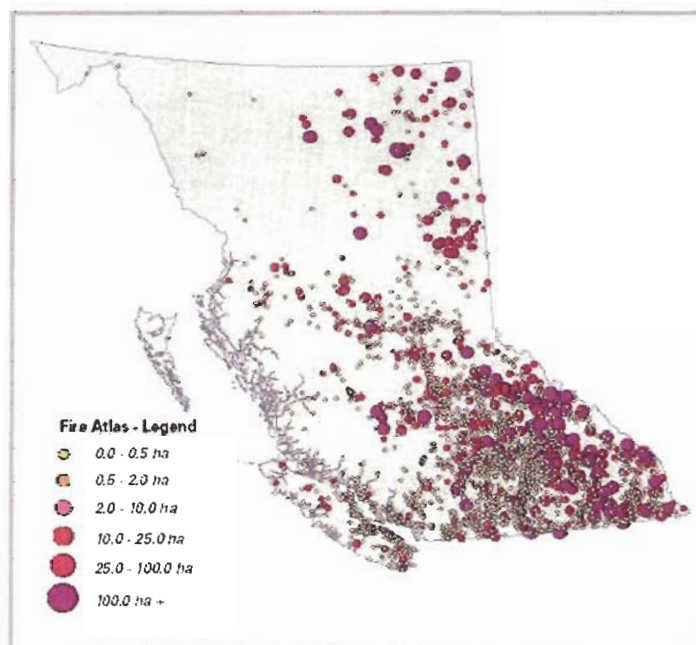 Fire Atlas - Legend
0.0 - 0.5 ha
0.5 - 2.0 ha
2.0 - 10.0 ha
10.0 - 25.0 ha
25.0 - 100.0 ha
100.0 ha +